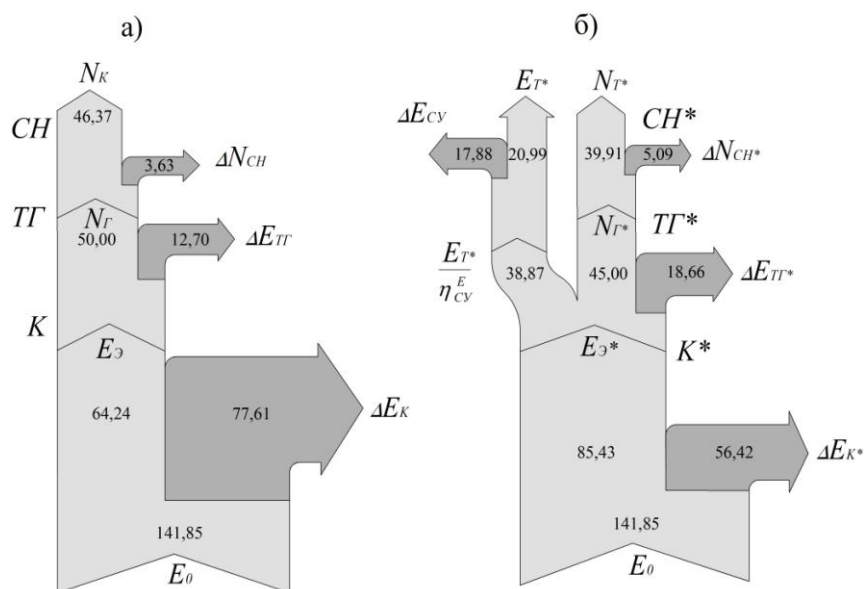 а)
N_К
46,37
СН
3,63
ΔN_СН
ТГ
N_Г
50,00
12,70
ΔE_ТГ
К
E_Э
64,24
77,61
ΔE_К
141,85
E_0
б)
E_Т*
N_Т*
ΔE_СУ
СН*
17,88
20,99
39,91
5,09
ΔN_СН*
N_Г*
ТГ*
E_Т*
η_СУ^E
38,87
45,00
18,66
ΔE_ТГ*
E_Э*
К*
85,43
56,42
ΔE_К*
141,85
E_0